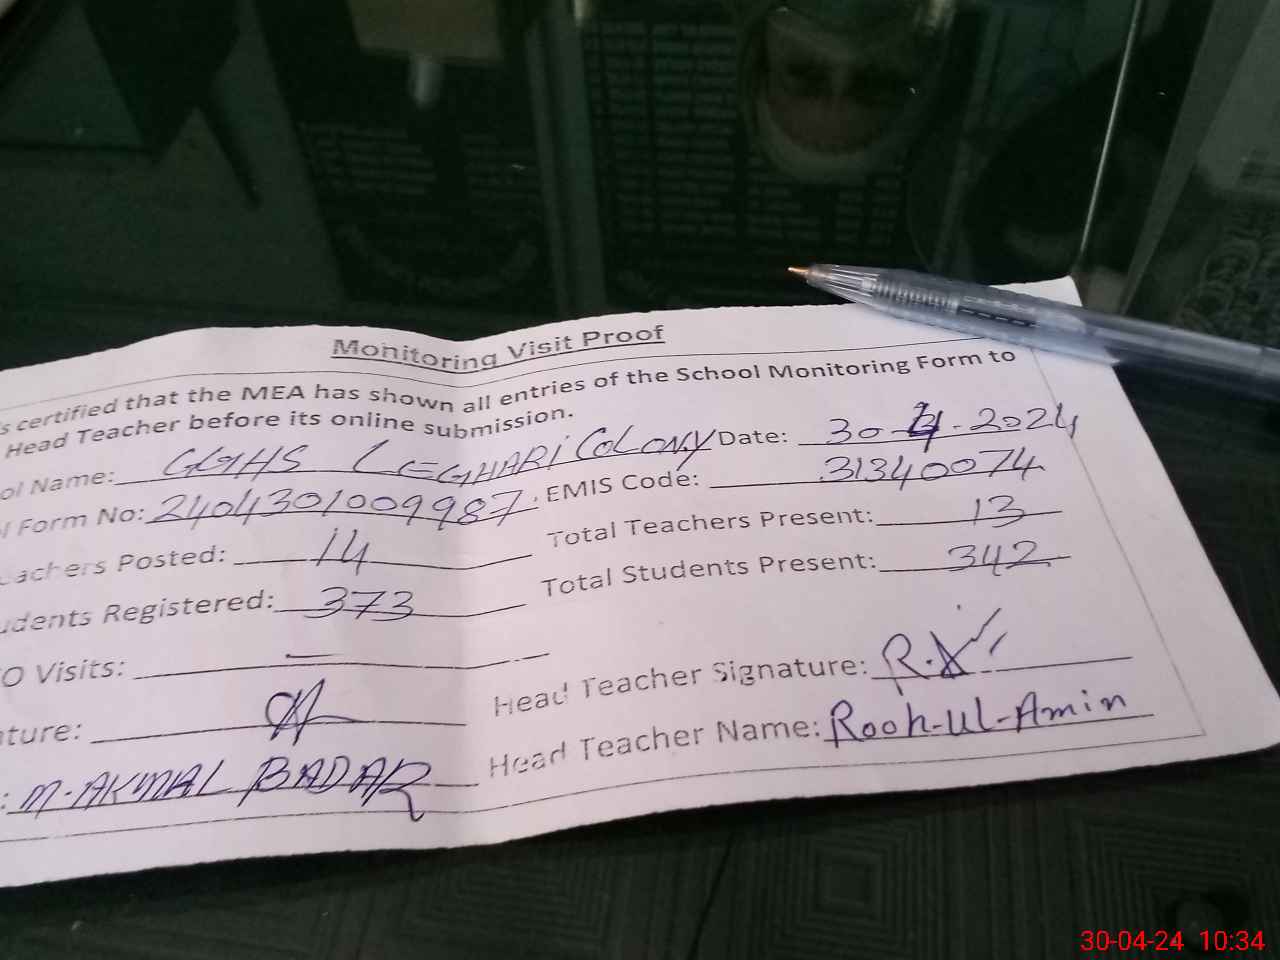 Monitoring Visit Proof
s certified that the MEA has shown all entries of the School Monitoring Form to
Head Teacher before its online submission.
ol Name: GGHS LEGHARI COLONY Date: 30-4-2024
Form No: 2404301009987 EMIS Code: 31340074
achers Posted: 14 Total Teachers Present: 13
udents Registered: 373 Total Students Present: 342
O Visits: —
ture: Head Teacher Signature:
: M. AKMAL BADAR Head Teacher Name: Rooh-ul-Amin
30-04-24 10:34